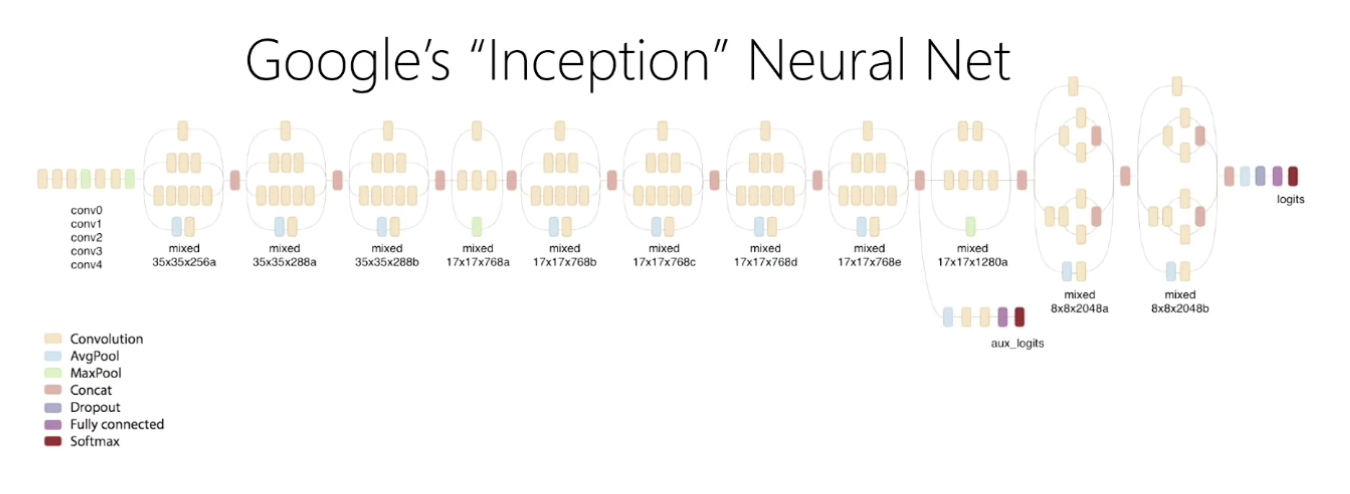 Google’s “Inception” Neural Net
conv0
conv1
conv2
conv3
conv4
mixed
35x35x256a
mixed
35x35x288a
mixed
35x35x288b
mixed
17x17x768a
mixed
17x17x768b
mixed
17x17x768c
mixed
17x17x768d
mixed
17x17x768e
mixed
17x17x1280a
mixed
8x8x2048a
mixed
8x8x2048b
logits
aux_logits
Convolution
AvgPool
MaxPool
Concat
Dropout
Fully connected
Softmax